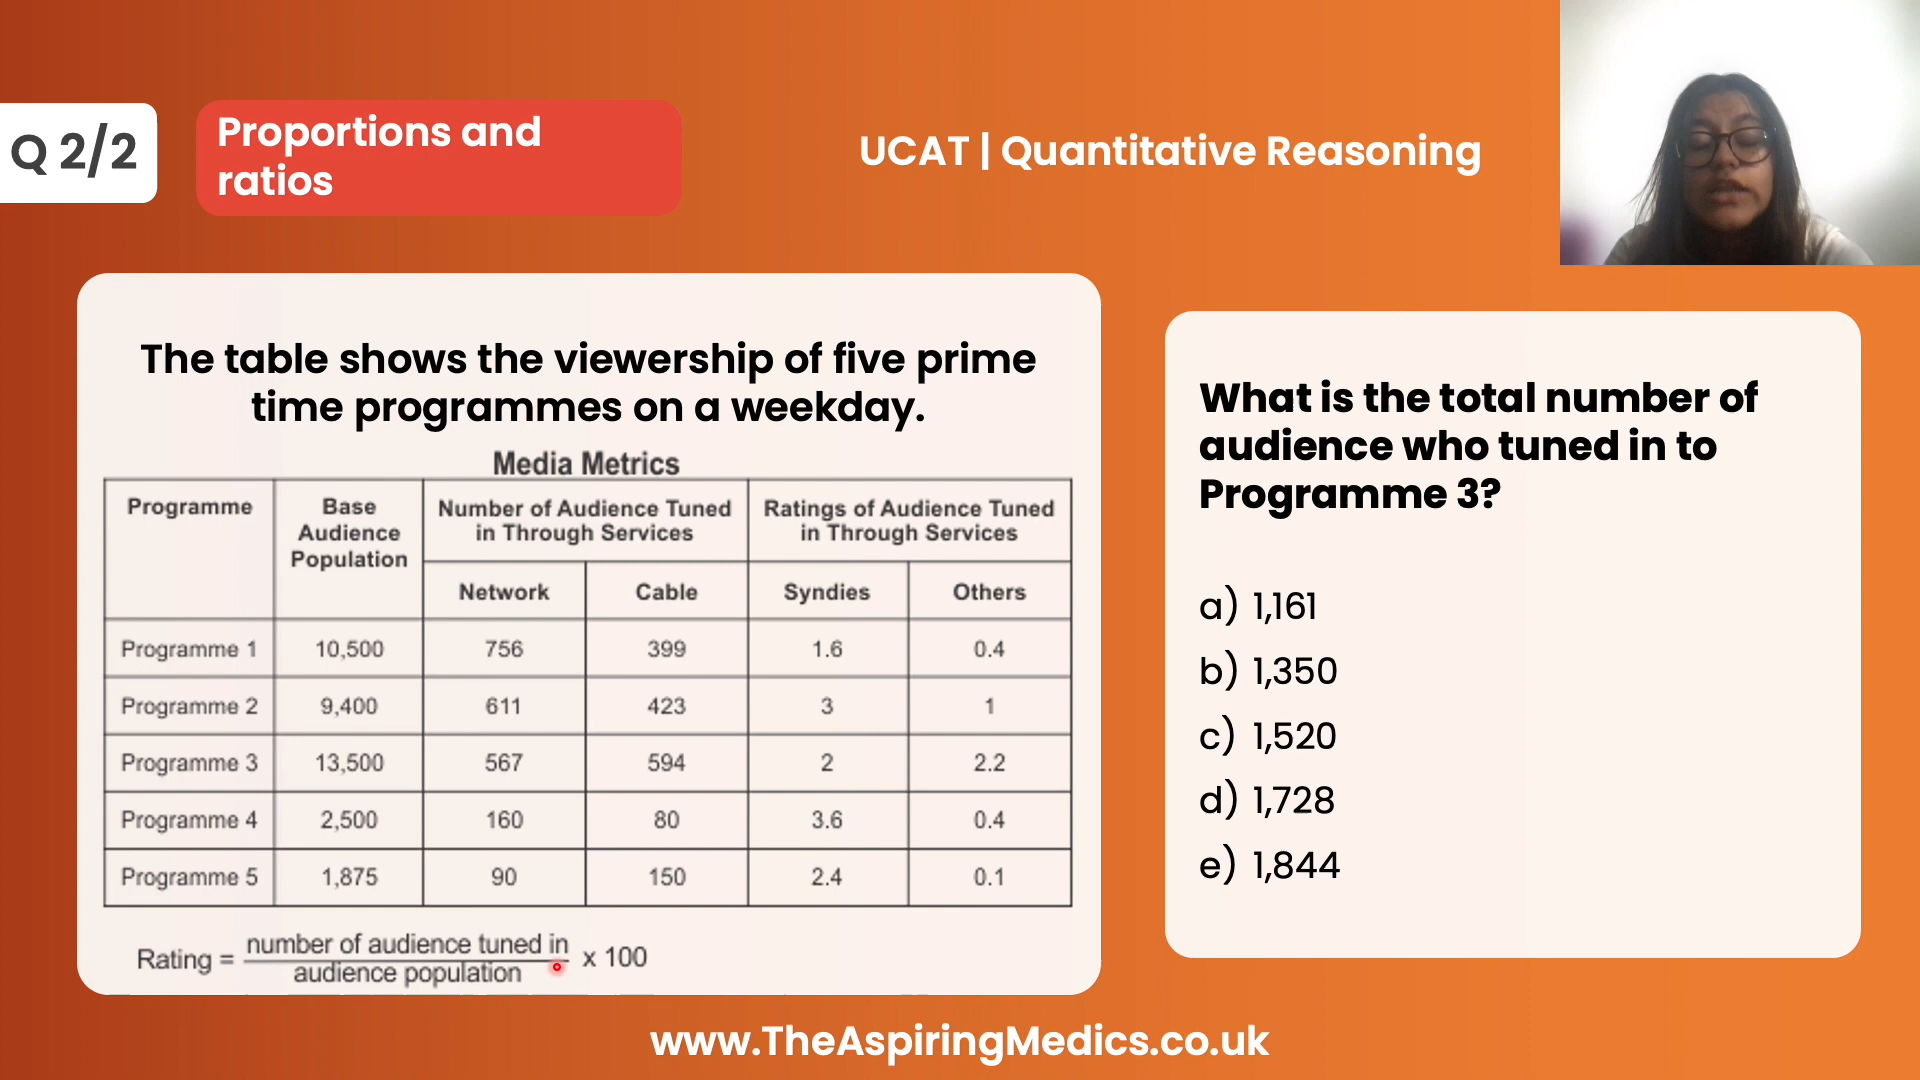 Q 2/2
Proportions and
ratios
UCAT | Quantitative Reasoning
The table shows the viewership of five prime
time programmes on a weekday.
Media Metrics
Programme Base Audience Population Number of Audience Tuned in Through Services Ratings of Audience Tuned in Through Services
Network Cable Syndies Others
Programme 1 10,500 756 399 1.6 0.4
Programme 2 9,400 611 423 3 1
Programme 3 13,500 567 594 2 2.2
Programme 4 2,500 160 80 3.6 0.4
Programme 5 1,875 90 150 2.4 0.1
Rating = number of audience tuned in
audience population
x 100
What is the total number of
audience who tuned in to
Programme 3?
a) 1,161
b) 1,350
c) 1,520
d) 1,728
e) 1,844
www.TheAspiringMedics.co.uk